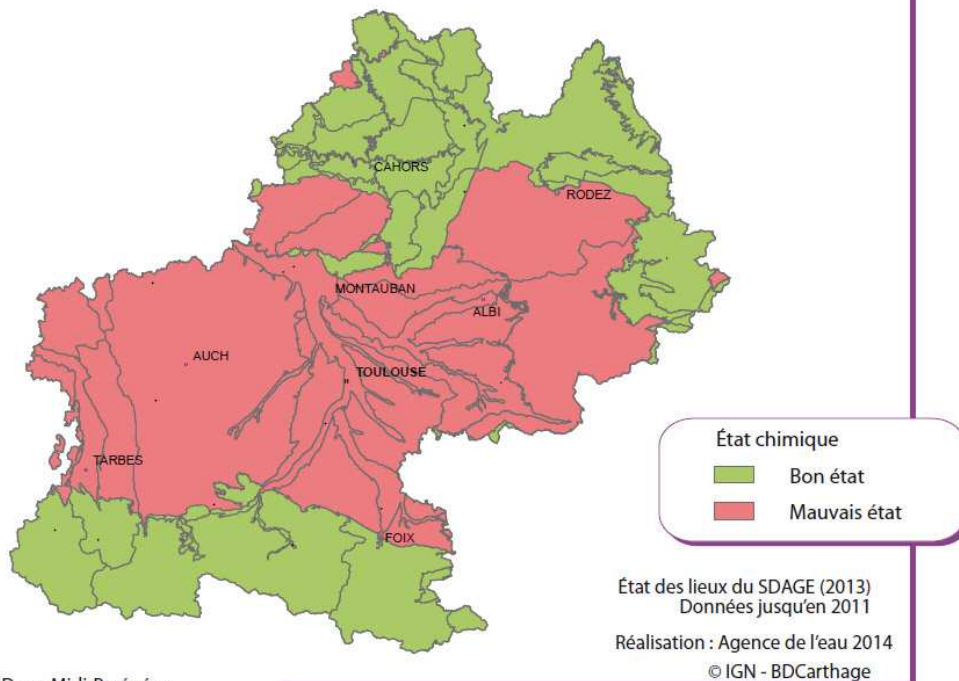 CAHORS
RODEZ
MONTAUBAN
ALBI
AUCH
TOULOUSE
TARBES
FOIX
État chimique
Bon état
Mauvais état
État des lieux du SDAGE (2013)
Données jusqu'en 2011
Réalisation : Agence de l'eau 2014
© IGN - BDCarthage